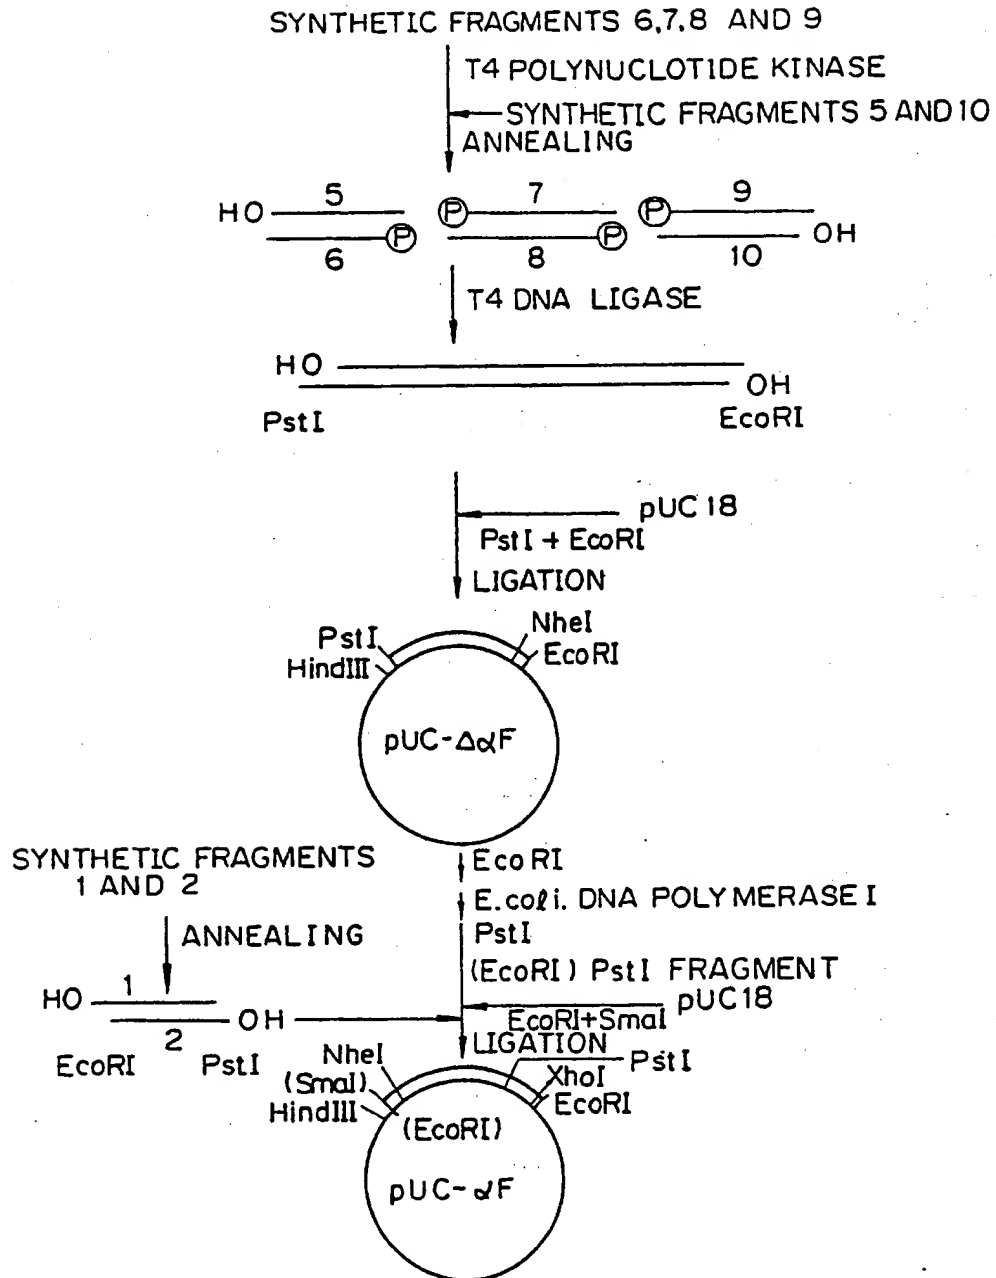 SYNTHETIC FRAGMENTS 6,7,8 AND 9
T4 POLYNUCLOTIDE KINASE
SYNTHETIC FRAGMENTS 5 AND 10
ANNEALING
HO 5 P 7 P 9
6 P 8 P 10 OH
T4 DNA LIGASE
HO
OH
PstI EcoRI
pUC18
PstI + EcoRI
LIGATION
PstI NheI
HindIII EcoRI
pUC-ΔαF
EcoRI
SYNTHETIC FRAGMENTS
1 AND 2
E.coli. DNA POLYMERASE I
ANNEALING
PstI
(EcoRI) PstI FRAGMENT
HO 1
pUC18
2 OH
EcoRI+SmaI
EcoRI PstI
LIGATION
NheI PstI
(SmaI) XhoI
HindIII EcoRI
(EcoRI)
pUC-αF